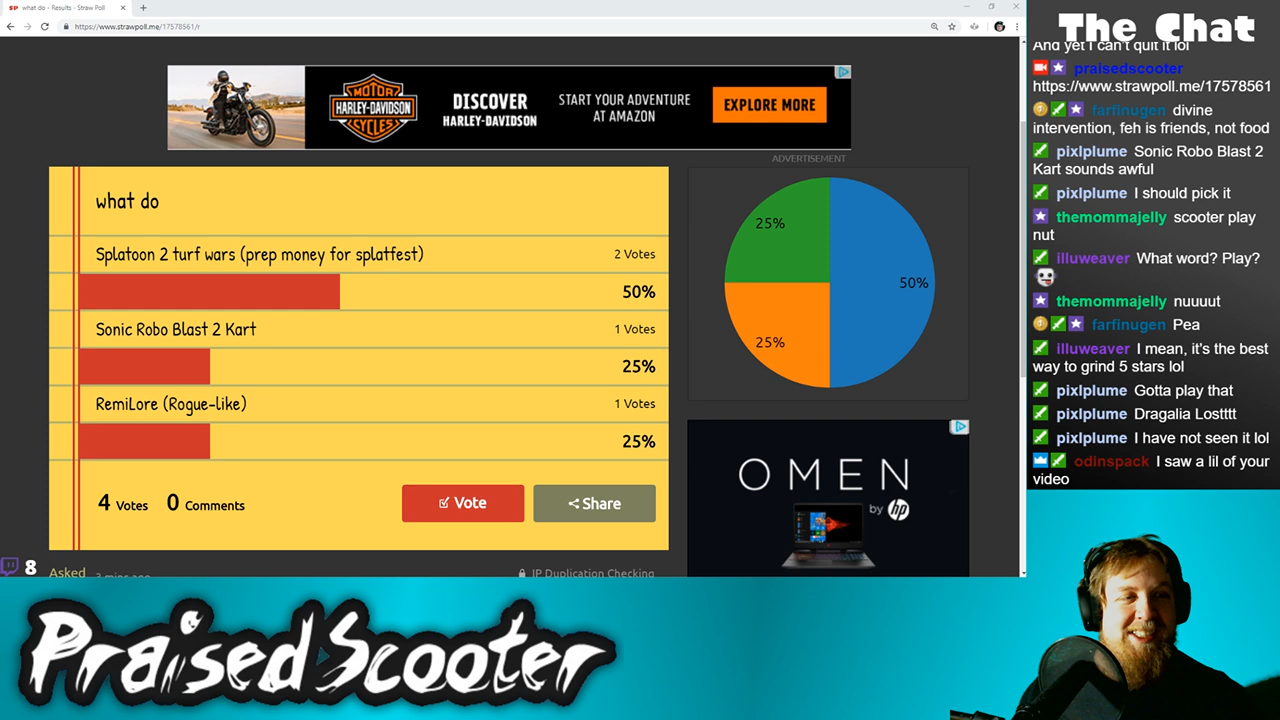 SP what do - Results - Straw Poll
https://www.strawpoll.me/17578561/r
MOTOR
HARLEY-DAVIDSON
CYCLES
DISCOVER
HARLEY-DAVIDSON
START YOUR ADVENTURE
AT AMAZON
EXPLORE MORE
ADVERTISEMENT
what do
Splatoon 2 turf wars (prep money for splatfest) 2 Votes
50%
Sonic Robo Blast 2 Kart 1 Votes
25%
RemiLore (Rogue-like) 1 Votes
25%
4 Votes 0 Comments
Vote
Share
Asked 3 mins ago
IP Duplication Checking
25%
50%
25%
OMEN
by hp
8
PraisedScooter
The Chat
And yet I can't quit it lol
praisedscooter
https://www.strawpoll.me/17578561
farfinugen divine
intervention, feh is friends, not food
pixlplume Sonic Robo Blast 2
Kart sounds awful
pixlplume I should pick it
themommajelly scooter play
nut
illuweaver What word? Play?
themommajelly nuuuut
farfinugen Pea
illuweaver I mean, it's the best
way to grind 5 stars lol
pixlplume Gotta play that
pixlplume Dragalia Lostttt
pixlplume I have not seen it lol
odinspack I saw a lil of your
video